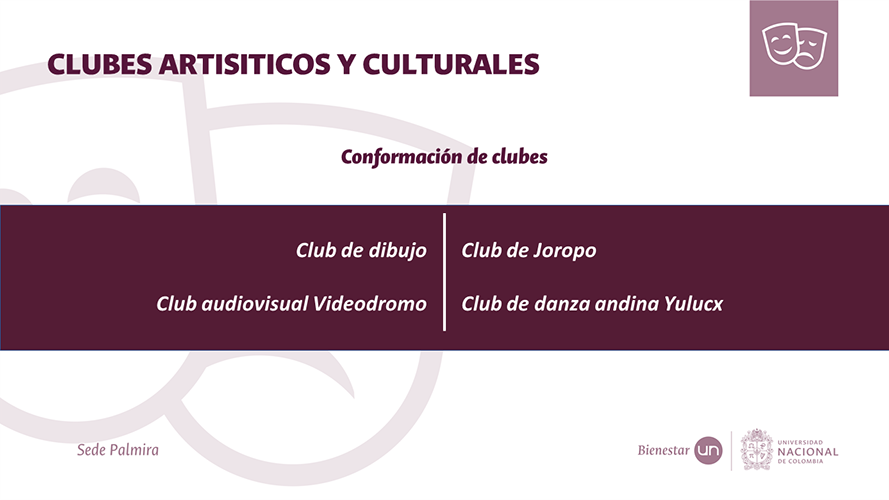 CLUBES ARTISITICOS Y CULTURALES
Conformación de clubes
Club de dibujo
Club audiovisual Videodromo
Club de Joropo
Club de danza andina Yulucx
Sede Palmira
Bienestar un
UNIVERSIDAD
NACIONAL
DE COLOMBIA